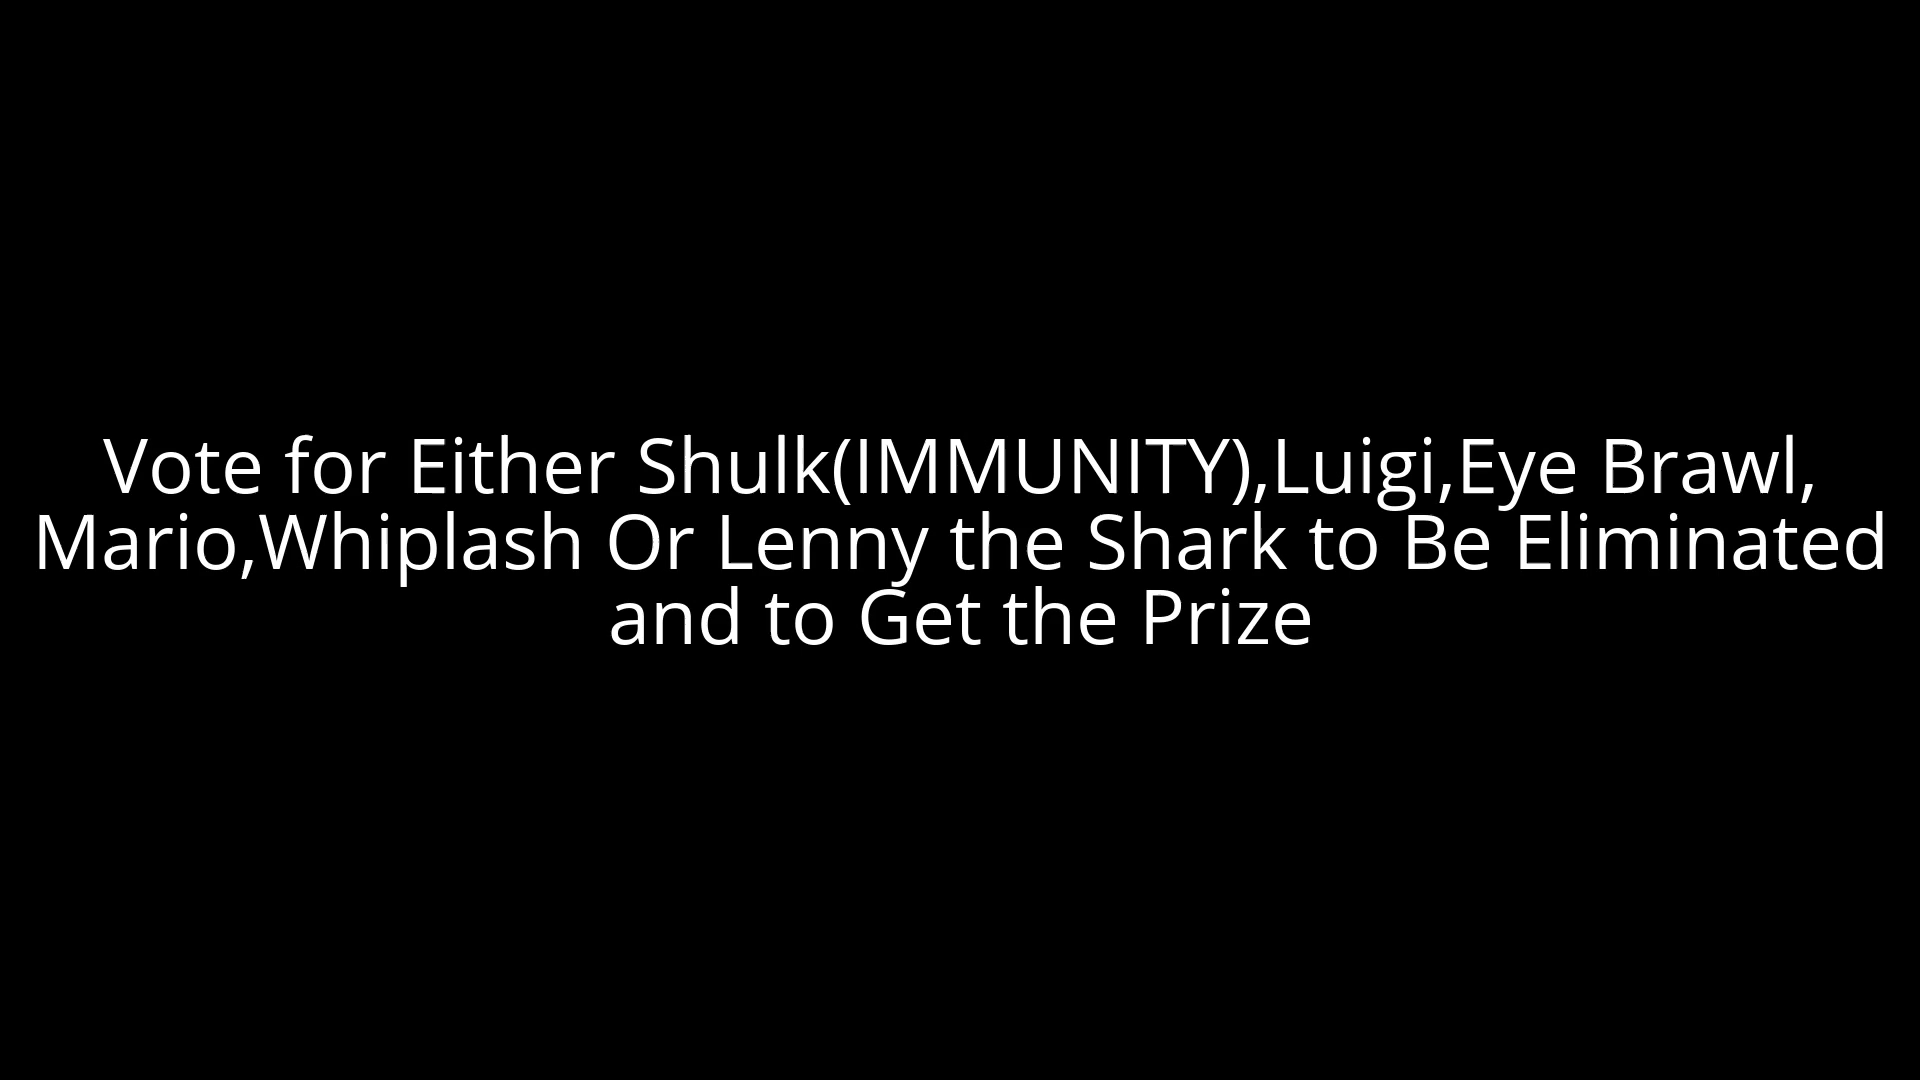 Vote for Either Shulk(IMMUNITY),Luigi,Eye Brawl,
Mario,Whiplash Or Lenny the Shark to Be Eliminated
and to Get the Prize